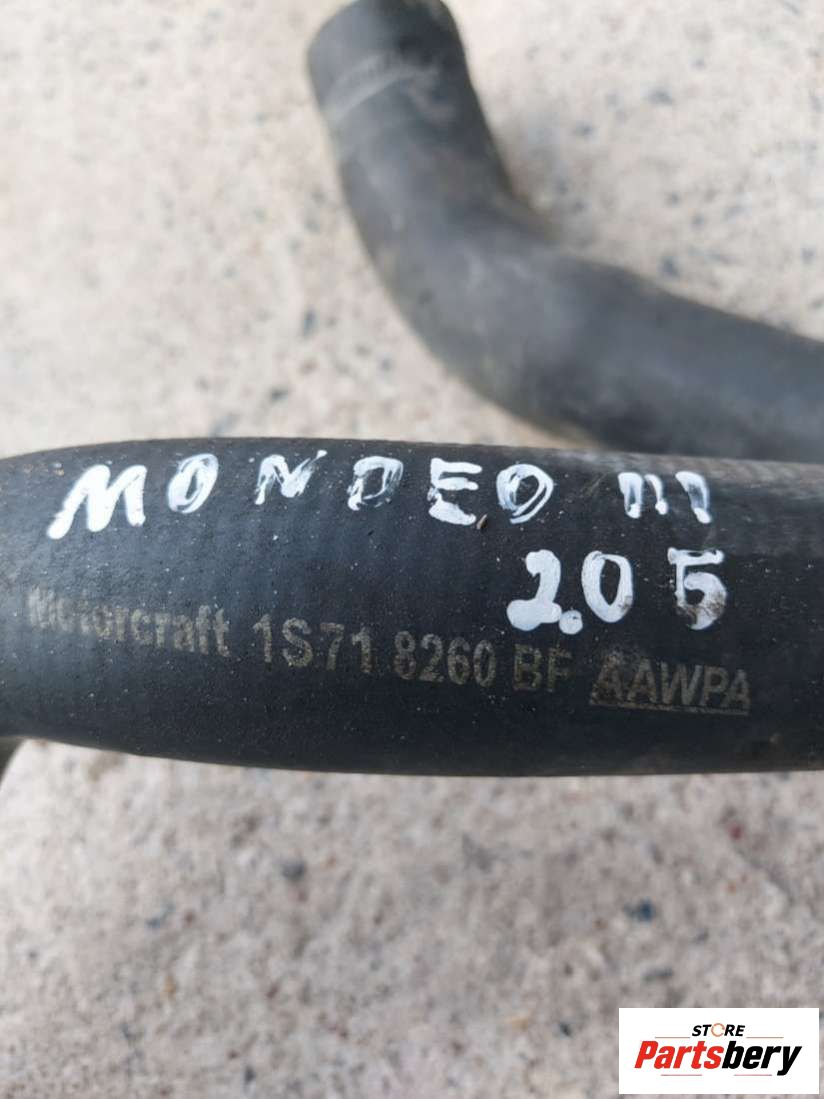 MONDEO III
2.0 Б
Motorcraft 1S71 8260 BF AAWPA
STORE
Partsbery